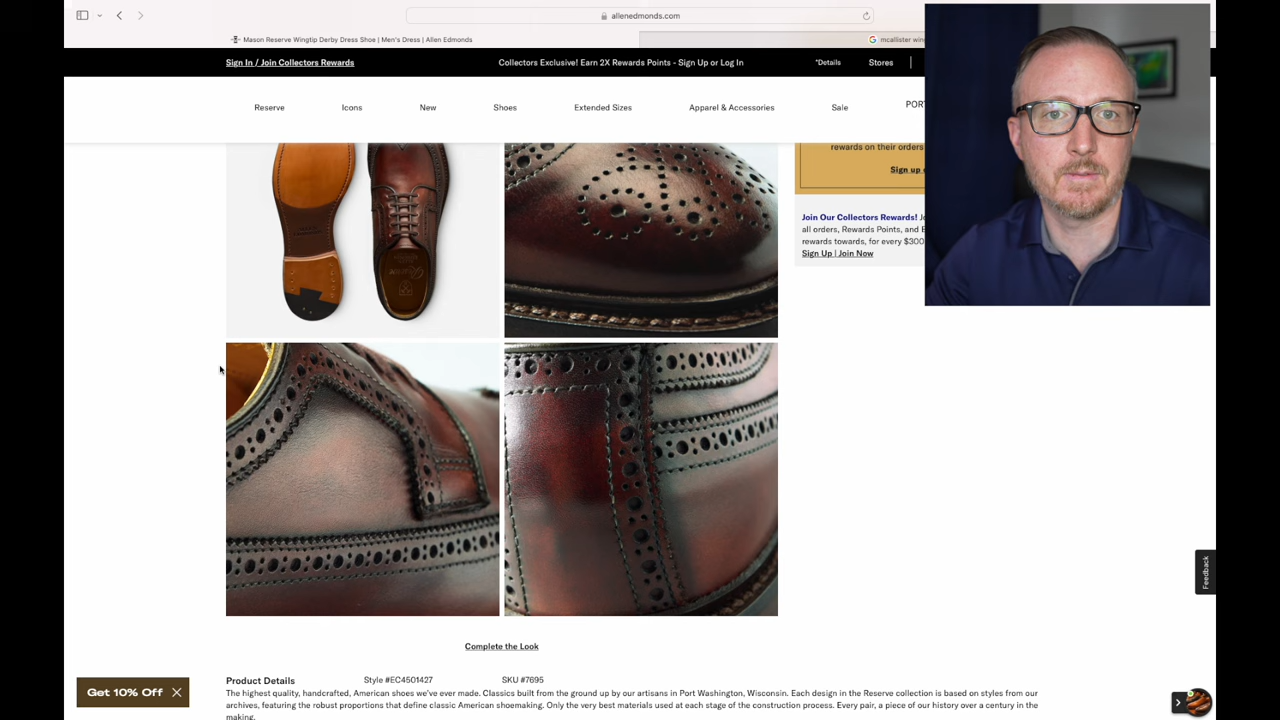 allenedmonds.com
Mason Reserve Wingtip Derby Dress Shoe | Men's Dress | Allen Edmonds
mcallister win
Sign In / Join Collectors Rewards
Collectors Exclusive! Earn 2X Rewards Points - Sign Up or Log In
*Details
Stores
Reserve
Icons
New
Shoes
Extended Sizes
Apparel & Accessories
Sale
POR
rewards on their orders
Sign up
Join Our Collectors Rewards!
all orders, Rewards Points, and
rewards towards, for every $300
Sign Up | Join Now
Feedback
Complete the Look
Product Details
Style #EC4501427
SKU #7695
The highest quality, handcrafted, American shoes we've ever made. Classics built from the ground up by our artisans in Port Washington, Wisconsin. Each design in the Reserve collection is based on styles from our
archives, featuring the robust proportions that define classic American shoemaking. Only the very best materials used at each stage of the construction process. Every pair, a piece of our history over a century in the
making.
Get 10% Off